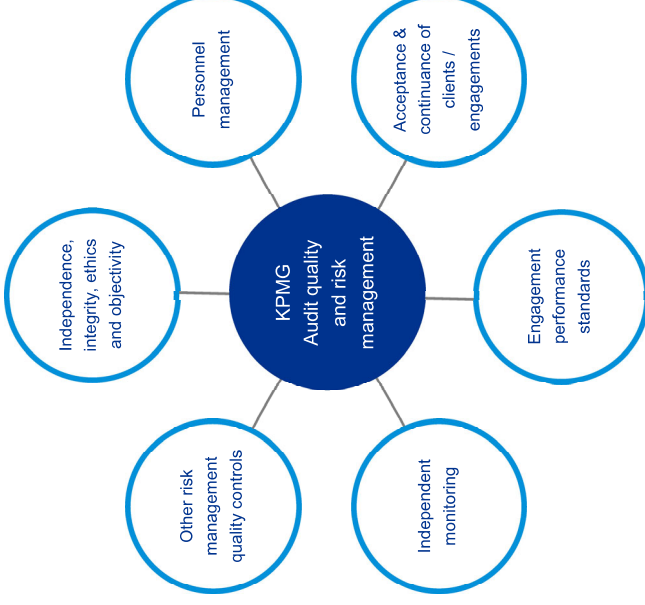 KPMG
Audit quality
and risk
management
Independence,
integrity, ethics
and objectivity
Personnel
management
Acceptance &
continuance of
clients /
engagements
Engagement
performance
standards
Independent
monitoring
Other risk
management
quality controls